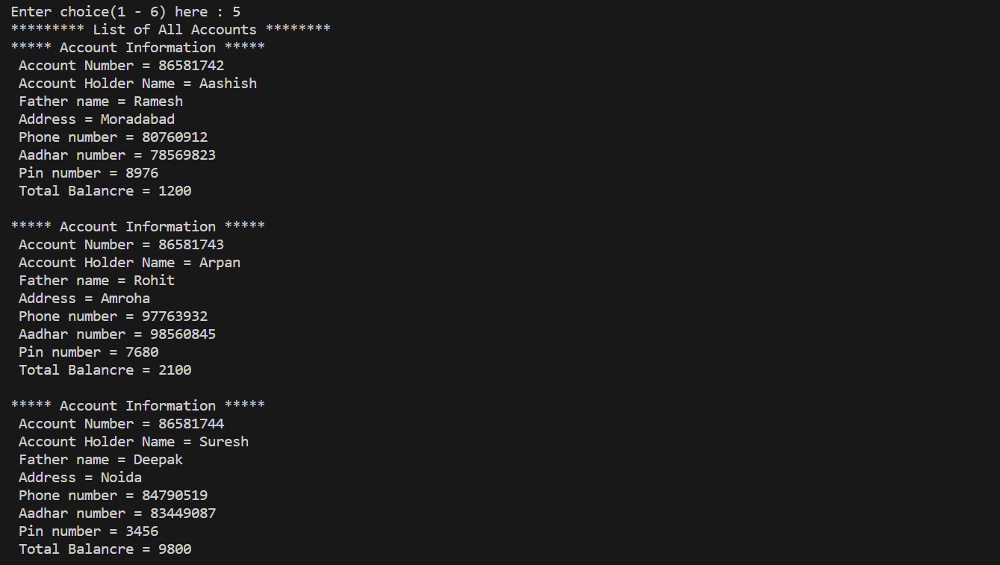 Enter choice(1 - 6) here : 5
********* List of All Accounts ********
***** Account Information *****
Account Number = 86581742
Account Holder Name = Aashish
Father name = Ramesh
Address = Moradabad
Phone number = 80760912
Aadhar number = 78569823
Pin number = 8976
Total Balancre = 1200
***** Account Information *****
Account Number = 86581743
Account Holder Name = Arpan
Father name = Rohit
Address = Amroha
Phone number = 97763932
Aadhar number = 98560845
Pin number = 7680
Total Balancre = 2100
***** Account Information *****
Account Number = 86581744
Account Holder Name = Suresh
Father name = Deepak
Address = Noida
Phone number = 84790519
Aadhar number = 83449087
Pin number = 3456
Total Balancre = 9800